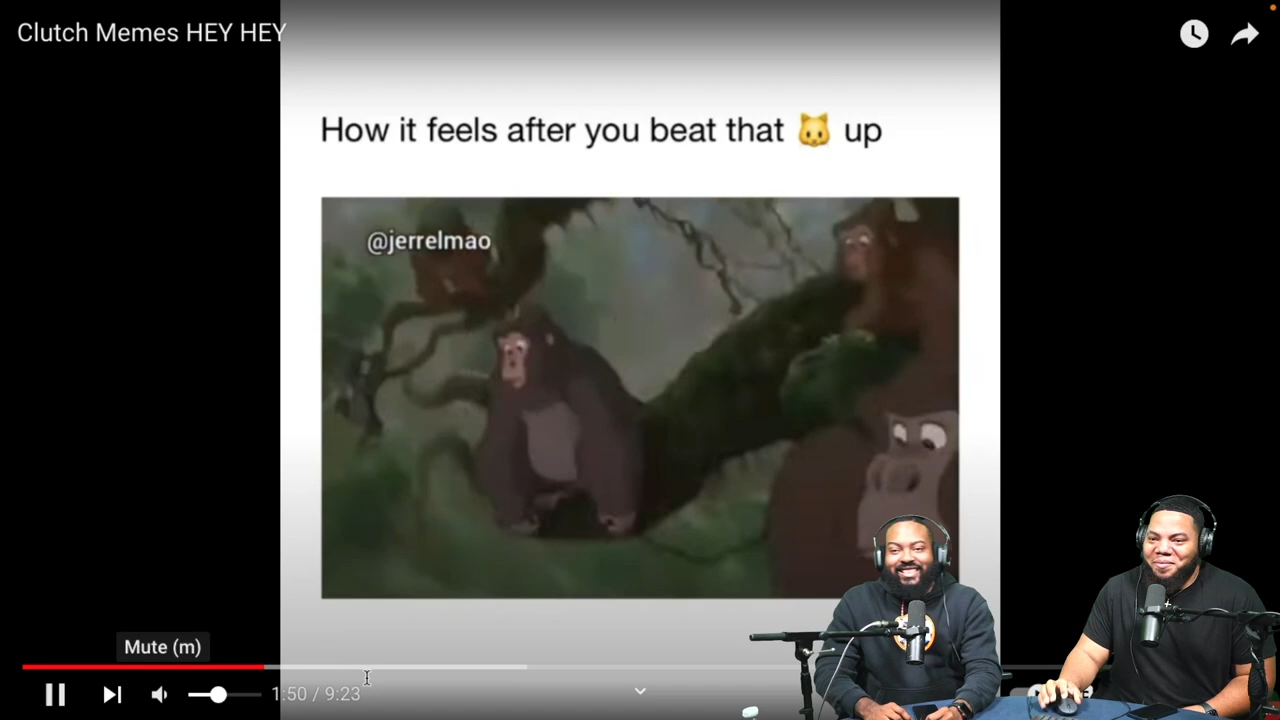 Clutch Memes HEY HEY
How it feels after you beat that 🐱 up
@jerrelmao
Mute (m)
1:50 / 9:23